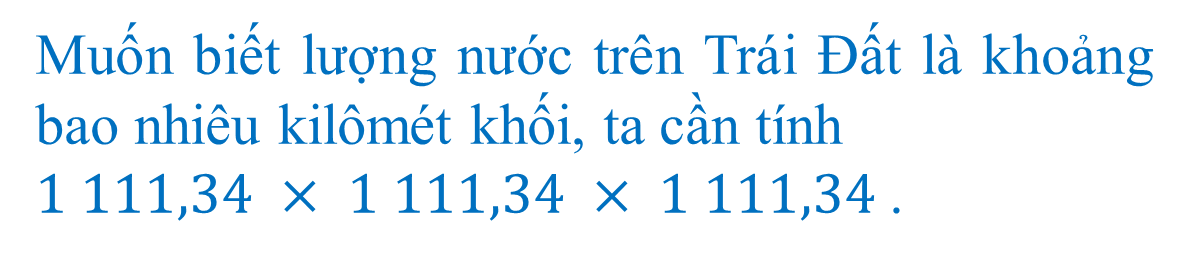 Muốn biết lượng nước trên Trái Đất là khoảng
bao nhiêu kilômét khối, ta cần tính
1 111,34 × 1 111,34 × 1 111,34 .